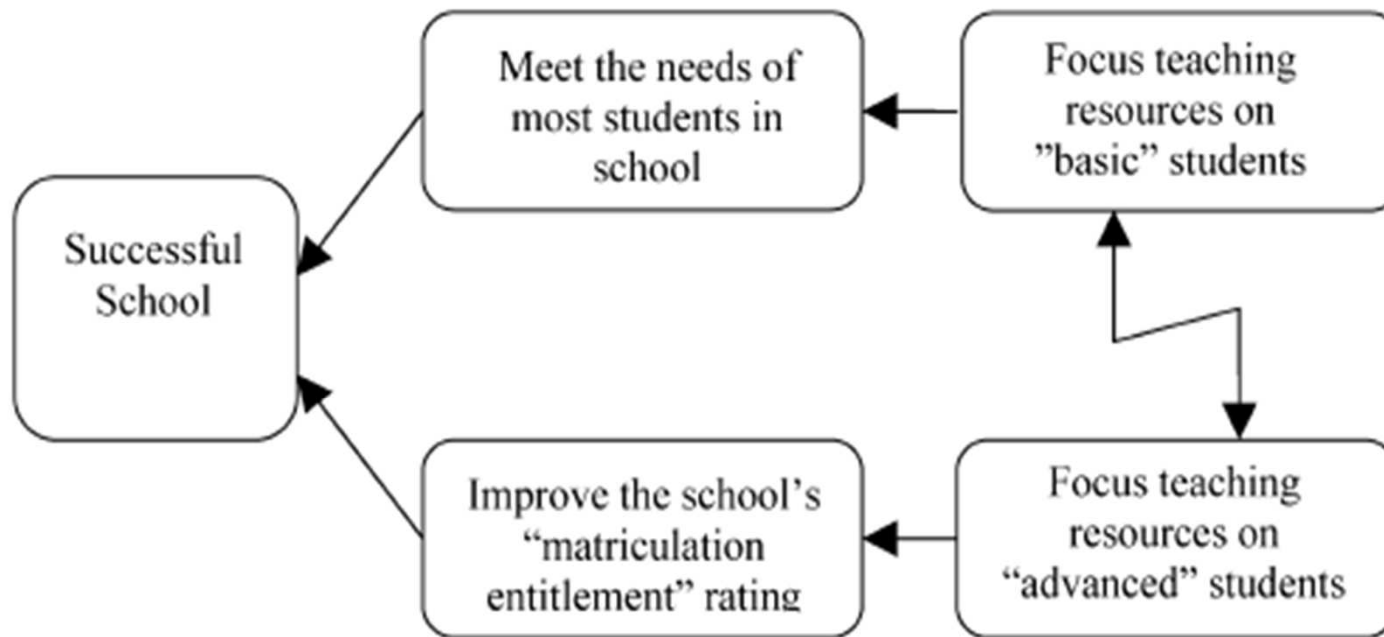 Meet the needs of
most students in
school
Focus teaching
resources on
”basic” students
Successful
School
Improve the school’s
“matriculation
entitlement” rating
Focus teaching
resources on
“advanced” students